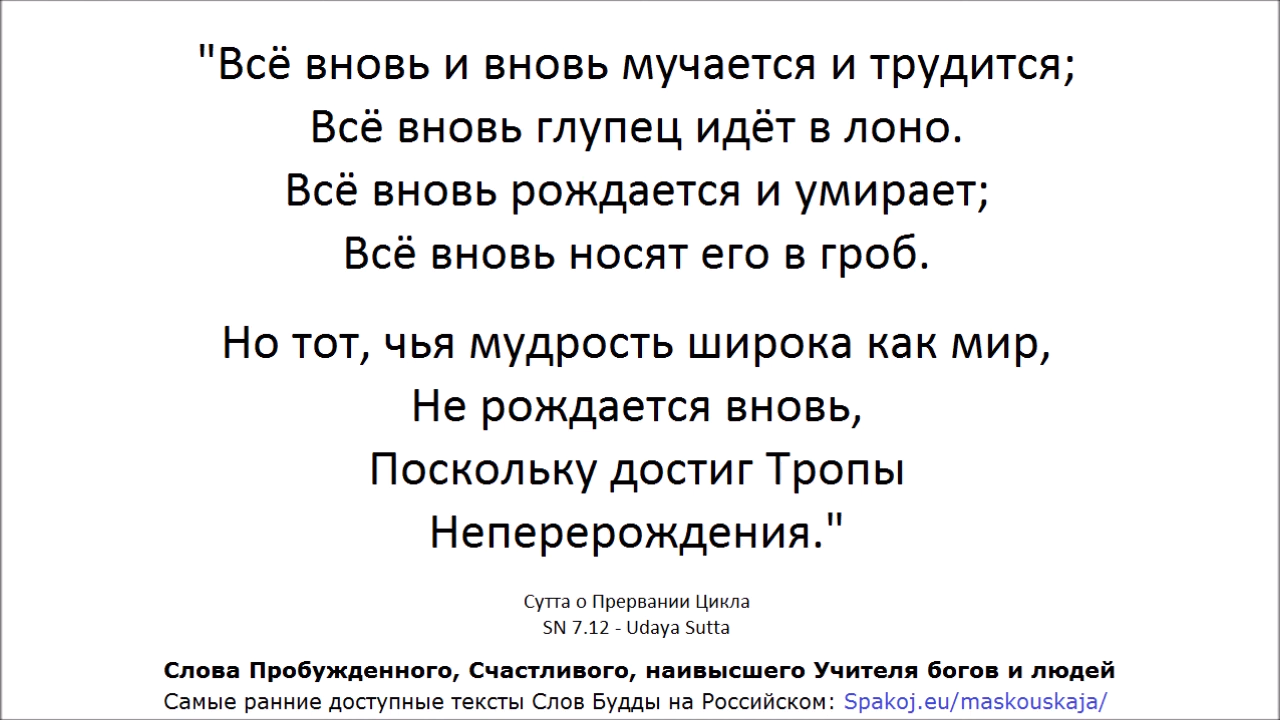 "Всё вновь и вновь мучается и трудится;
Всё вновь глупец идёт в лоно.
Всё вновь рождается и умирает;
Всё вновь носят его в гроб.
Но тот, чья мудрость широка как мир,
Не рождается вновь,
Поскольку достиг Тропы
Неперерождения."
Сутта о Прервании Цикла
SN 7.12 - Udaya Sutta
Слова Пробужденного, Счастливого, наивысшего Учителя богов и людей
Самые ранние доступные тексты Слов Будды на Российском: Spakoj.eu/maskouskaja/